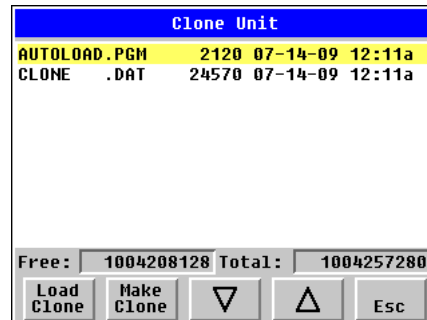 Clone Unit
AUTOLOAD.PGM 2120 07-14-09 12:11a
CLONE .DAT 24570 07-14-09 12:11a
Free: 1004208128 Total: 1004257280
Load Clone Make Clone Esc